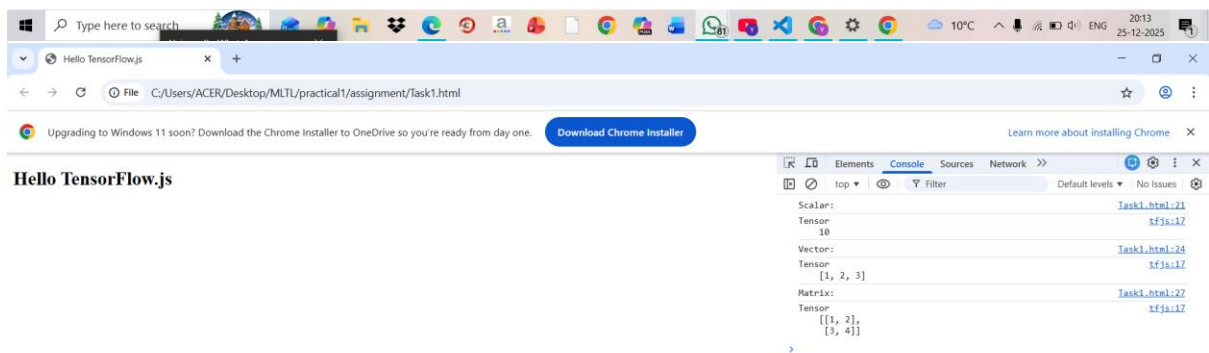 Type here to search
81
10°C
ENG
20:13
25-12-2025
1
Hello TensorFlow.js
File C:/Users/ACER/Desktop/MLTL/practical1/assignment/Task1.html
Upgrading to Windows 11 soon? Download the Chrome Installer to OneDrive so you're ready from day one. Download Chrome Installer Learn more about installing Chrome
Hello TensorFlow.js
Elements Console Sources Network
top Filter Default levels No Issues
Scalar: Task1.html:21
Tensor tfjs:17
10
Vector: Task1.html:24
Tensor tfjs:17
[1, 2, 3]
Matrix: Task1.html:27
Tensor tfjs:17
[[1, 2],
[3, 4]]